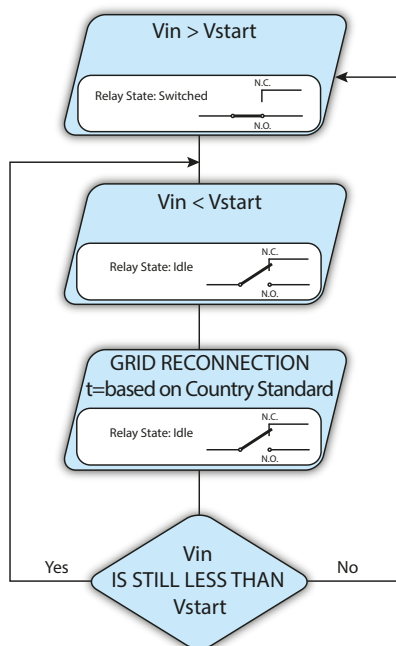 Vin > Vstart
N.C.
Relay State: Switched
N.O.
Vin < Vstart
N.C.
Relay State: Idle
N.O.
GRID RECONNECTION
t=based on Country Standard
N.C.
Relay State: Idle
N.O.
Yes
Vin
IS STILL LESS THAN
Vstart
No